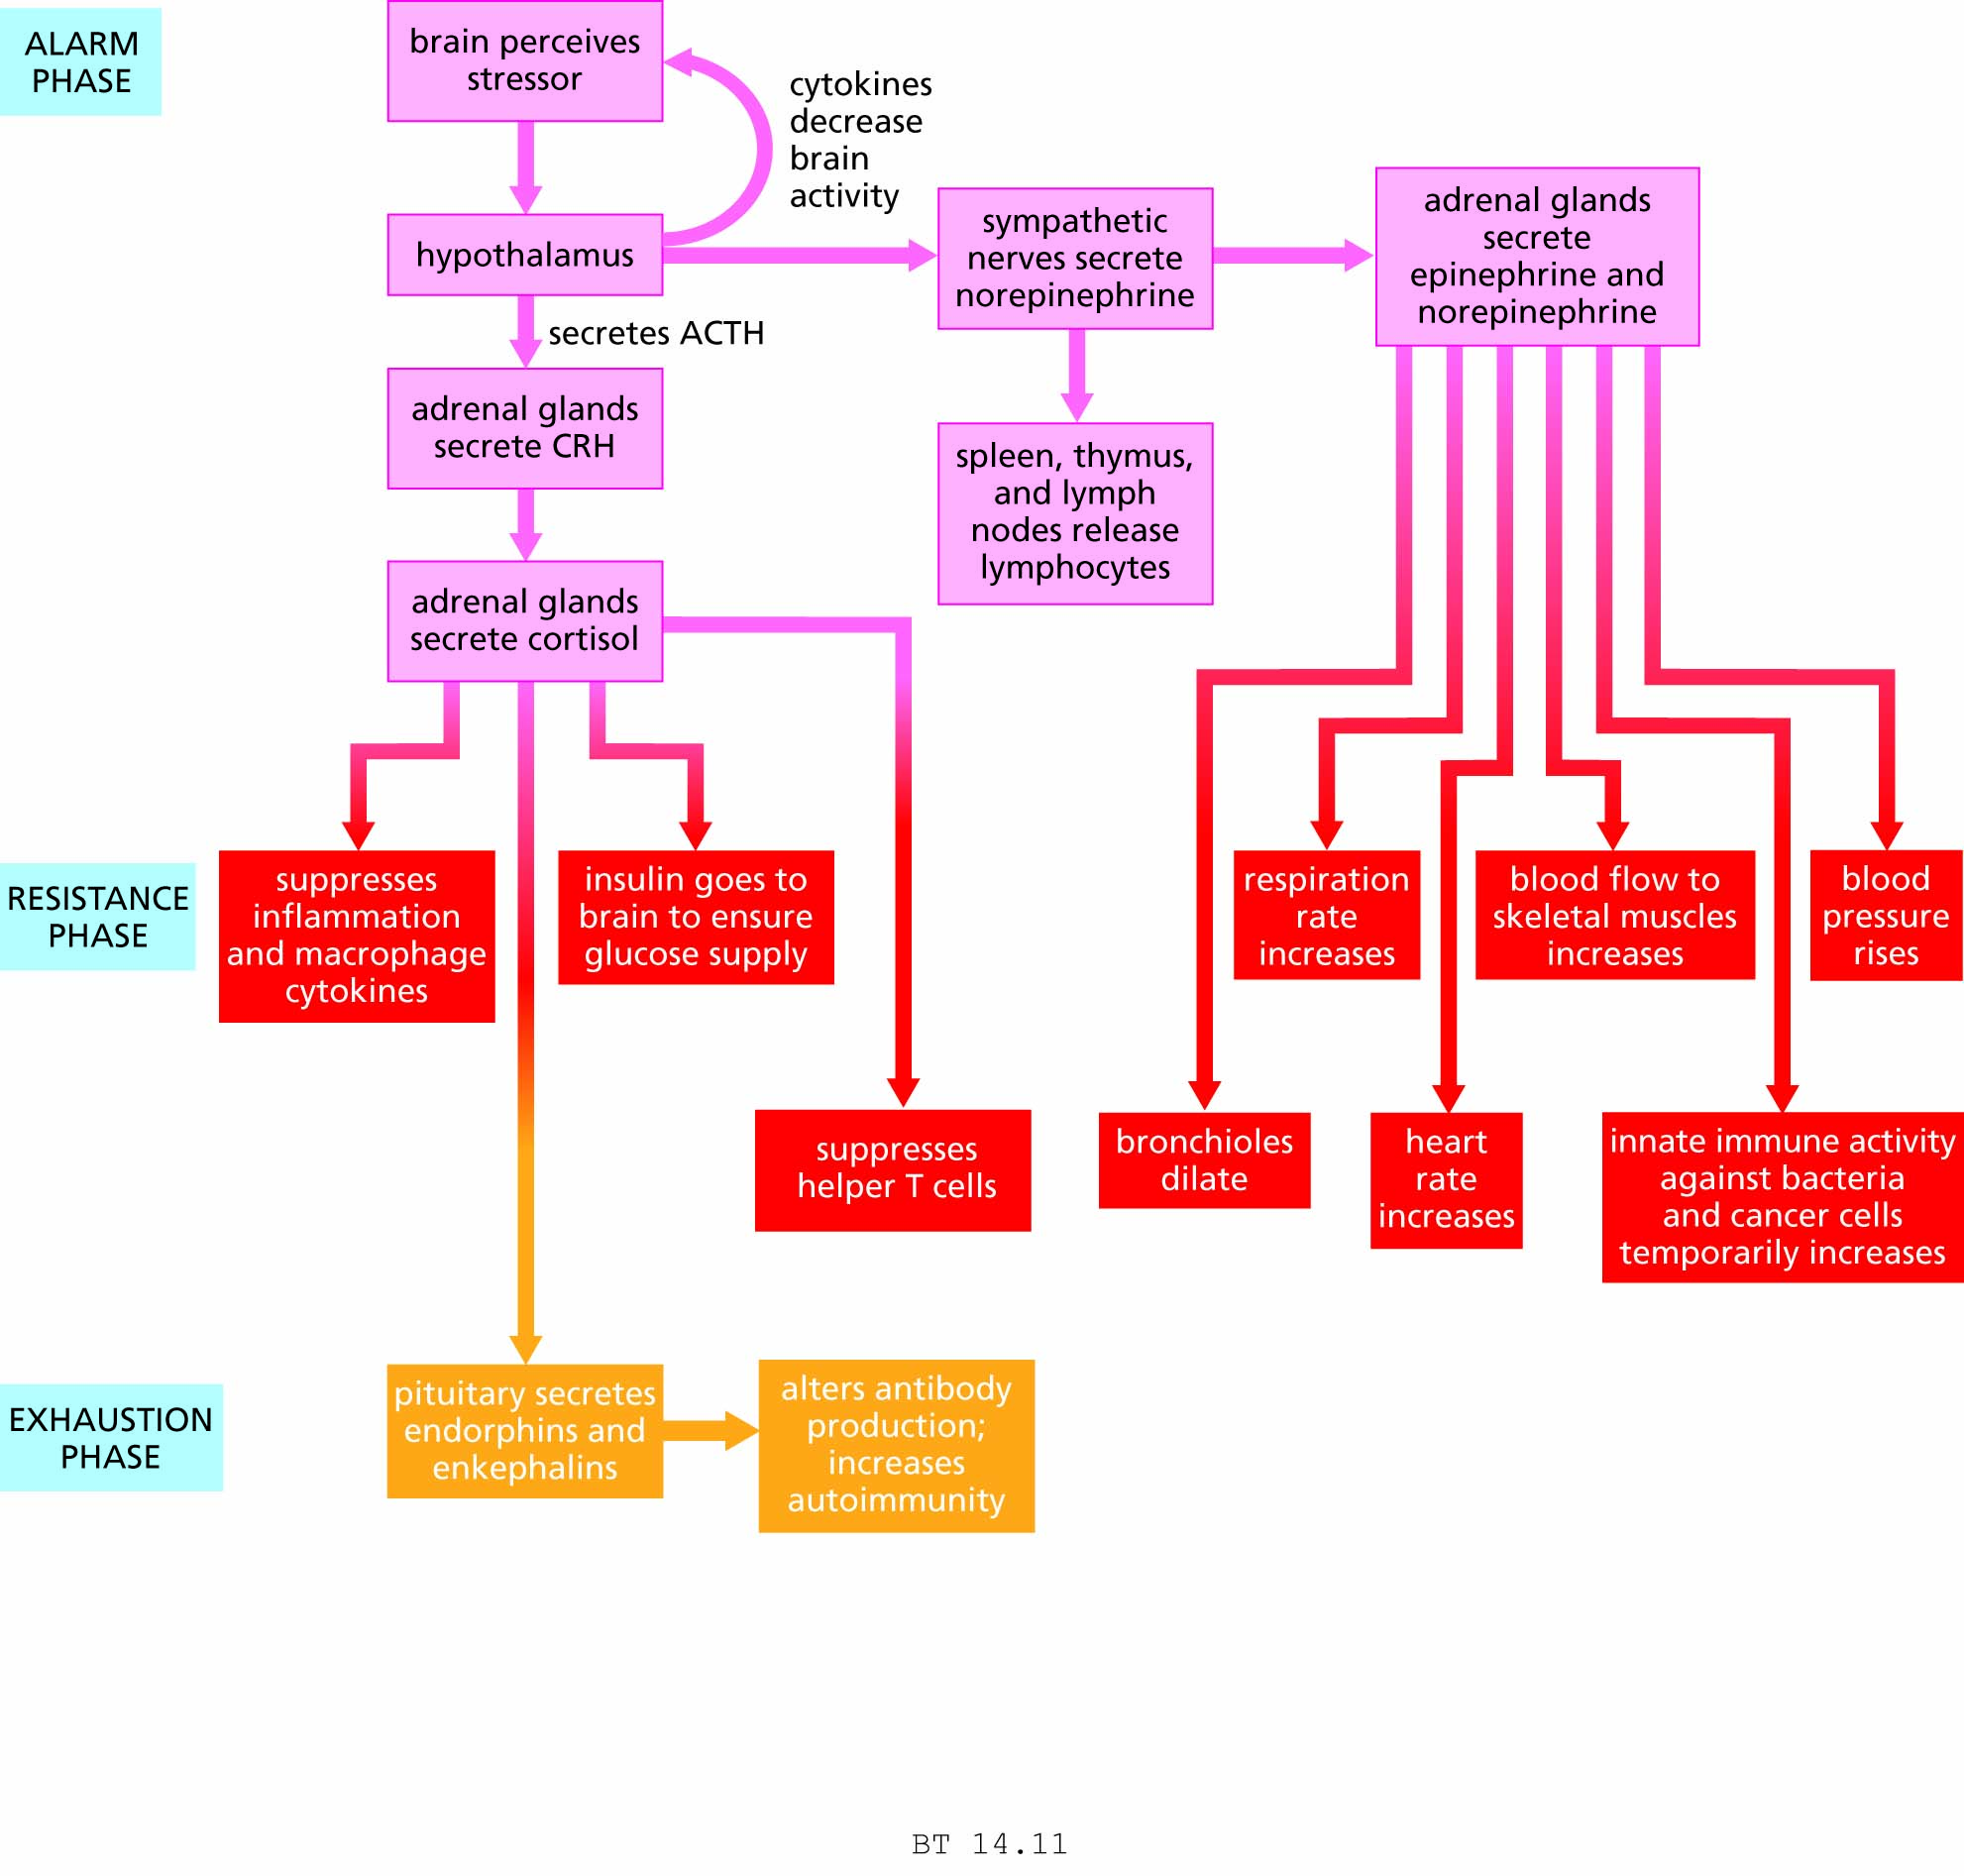 ALARM
PHASE
brain perceives
stressor
cytokines
decrease
brain
activity
hypothalamus
sympathetic
nerves secrete
norepinephrine
adrenal glands
secrete
epinephrine and
norepinephrine
secretes ACTH
adrenal glands
secrete CRH
spleen, thymus,
and lymph
nodes release
lymphocytes
adrenal glands
secrete cortisol
RESISTANCE
PHASE
suppresses
inflammation
and macrophage
cytokines
insulin goes to
brain to ensure
glucose supply
respiration
rate
increases
blood flow to
skeletal muscles
increases
blood
pressure
rises
suppresses
helper T cells
bronchioles
dilate
heart
rate
increases
innate immune activity
against bacteria
and cancer cells
temporarily increases
EXHAUSTION
PHASE
pituitary secretes
endorphins and
enkephalins
alters antibody
production;
increases
autoimmunity
BT 14.11